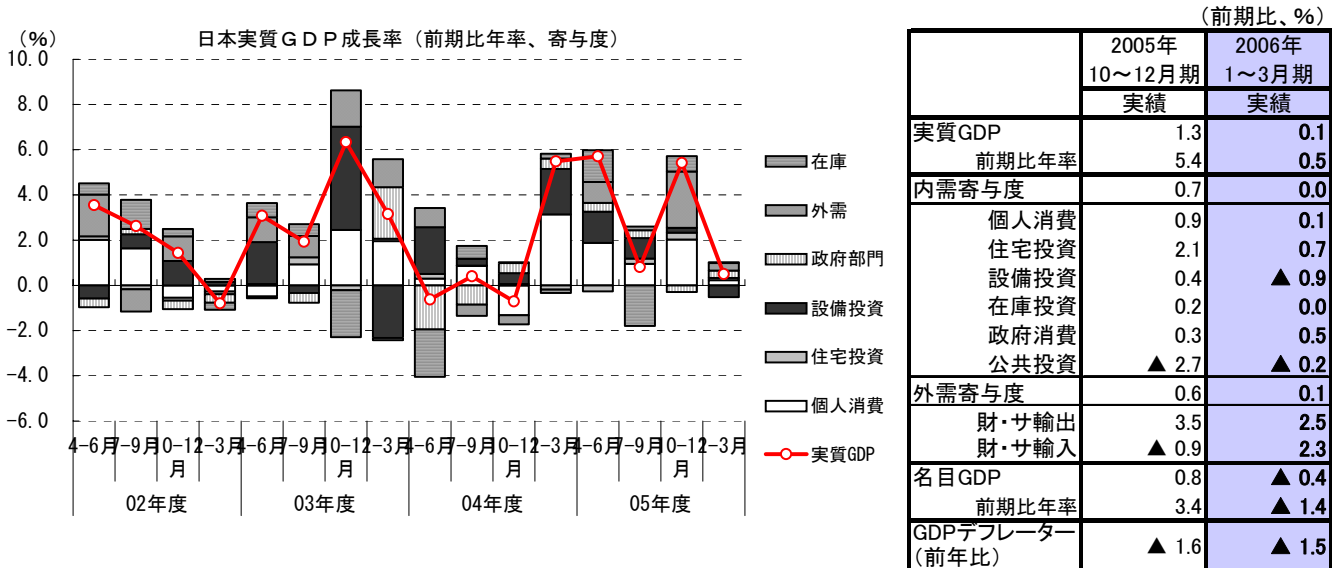 日本実質ＧＤＰ成長率（前期比年率、寄与度）
（%）
10.0
8.0
6.0
4.0
2.0
0.0
-2.0
-4.0
-6.0
4-6月 7-9月 10-12月 1-3月 4-6月 7-9月 10-12月 1-3月 4-6月 7-9月 10-12月 1-3月 4-6月 7-9月 10-12月 1-3月
02年度 03年度 04年度 05年度
在庫
外需
政府部門
設備投資
住宅投資
個人消費
実質GDP
（前期比、%）
2005年 2006年
10～12月期 1～3月期
実績 実績
実質GDP 1.3 0.1
前期比年率 5.4 0.5
内需寄与度 0.7 0.0
個人消費 0.9 0.1
住宅投資 2.1 0.7
設備投資 0.4 ▲ 0.9
在庫投資 0.2 0.0
政府消費 0.3 0.5
公共投資 ▲ 2.7 ▲ 0.2
外需寄与度 0.6 0.1
財・サ輸出 3.5 2.5
財・サ輸入 ▲ 0.9 2.3
名目GDP 0.8 ▲ 0.4
前期比年率 3.4 ▲ 1.4
GDPデフレーター
（前年比） ▲ 1.6 ▲ 1.5